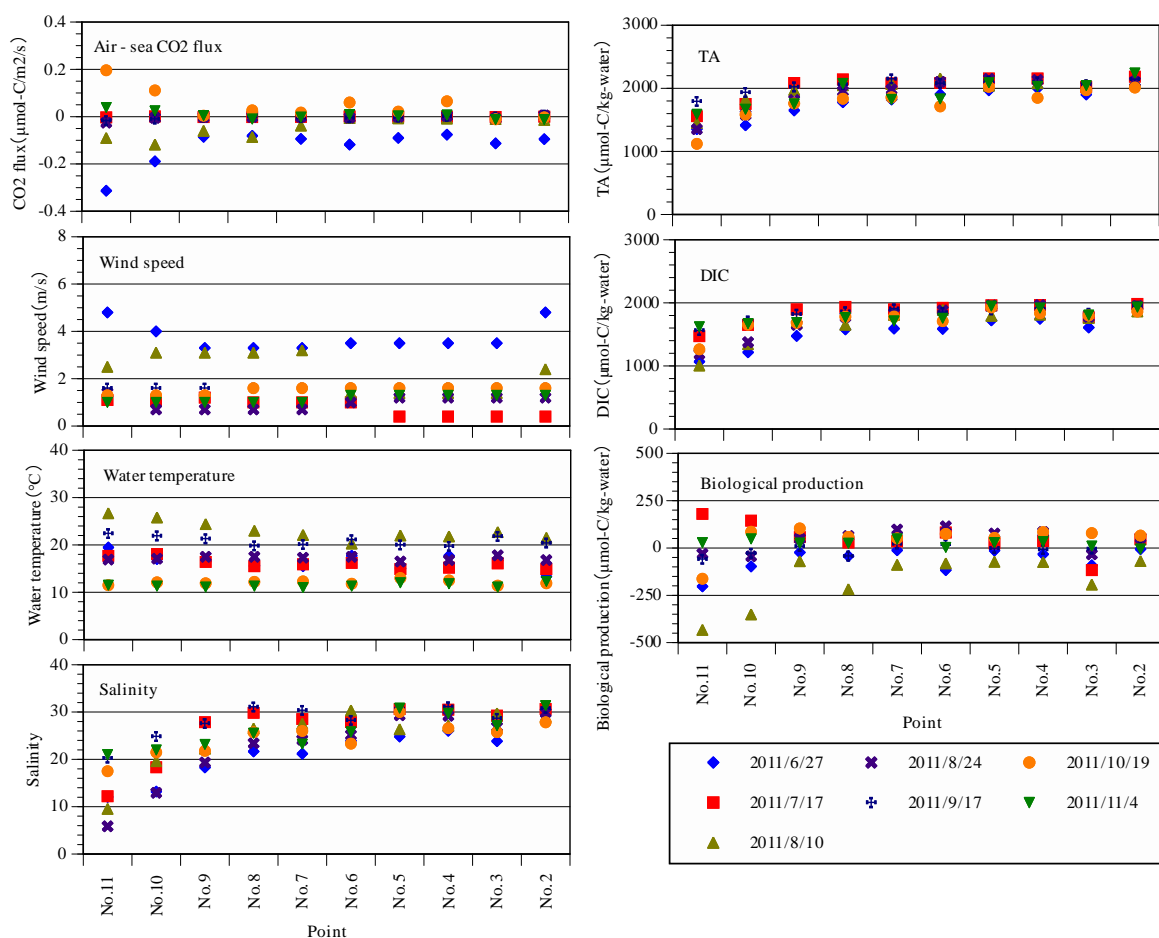 Air - sea CO2 flux
CO2 flux(μmol-C/m2/s)
0.4
0.2
0
-0.2
-0.4
Wind speed
Wind speed(m/s)
8
6
4
2
0
Water temperature
Water temperature(℃)
40
30
20
10
0
Salinity
Salinity
40
30
20
10
0
No.11
No.10
No.9
No.8
No.7
No.6
No.5
No.4
No.3
No.2
Point
TA
TA(μmol-C/kg-water)
3000
2000
1000
0
DIC
DIC(μmol-C/kg-water)
3000
2000
1000
0
Biological production
Biological production(μmol-C/kg-water)
500
250
0
-250
-500
No.11
No.10
No.9
No.8
No.7
No.6
No.5
No.4
No.3
No.2
Point
2011/6/27 2011/8/24 2011/10/19
2011/7/17 2011/9/17 2011/11/4
2011/8/10